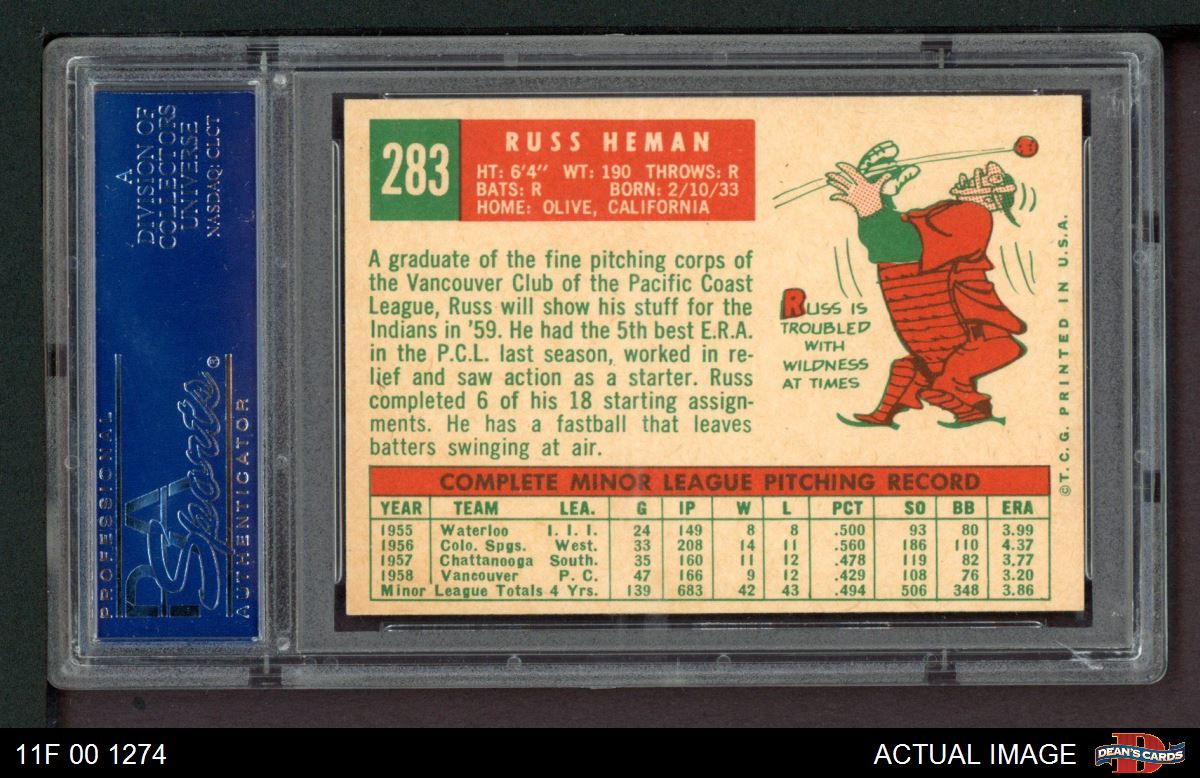 A
DIVISION OF
COLLECTORS
UNIVERSE
NASDAQ: CLCT
PROFESSIONAL
PSA
Sports®
AUTHENTICATOR
283
RUSS HEMAN
HT: 6'4" WT: 190 THROWS: R
BATS: R BORN: 2/10/33
HOME: OLIVE, CALIFORNIA
A graduate of the fine pitching corps of
the Vancouver Club of the Pacific Coast
League, Russ will show his stuff for the
Indians in '59. He had the 5th best E.R.A.
in the P.C.L. last season, worked in re-
lief and saw action as a starter. Russ
completed 6 of his 18 starting assign-
ments. He has a fastball that leaves
batters swinging at air.
RUSS IS
TROUBLED
WITH
WILDNESS
AT TIMES
©T.C.G. PRINTED IN U.S.A.
COMPLETE MINOR LEAGUE PITCHING RECORD
YEAR TEAM LEA. G IP W L PCT SO BB ERA
1955 Waterloo I. I. I. 24 149 8 8 .500 93 80 3.99
1956 Colo. Spgs. West. 33 208 14 11 .560 186 110 4.37
1957 Chattanooga South. 35 160 11 12 .478 119 82 3.77
1958 Vancouver P. C. 47 166 9 12 .429 108 76 3.20
Minor League Totals 4 Yrs. 139 683 42 43 .494 506 348 3.86
11F 00 1274
ACTUAL IMAGE
DEAN'S CARDS